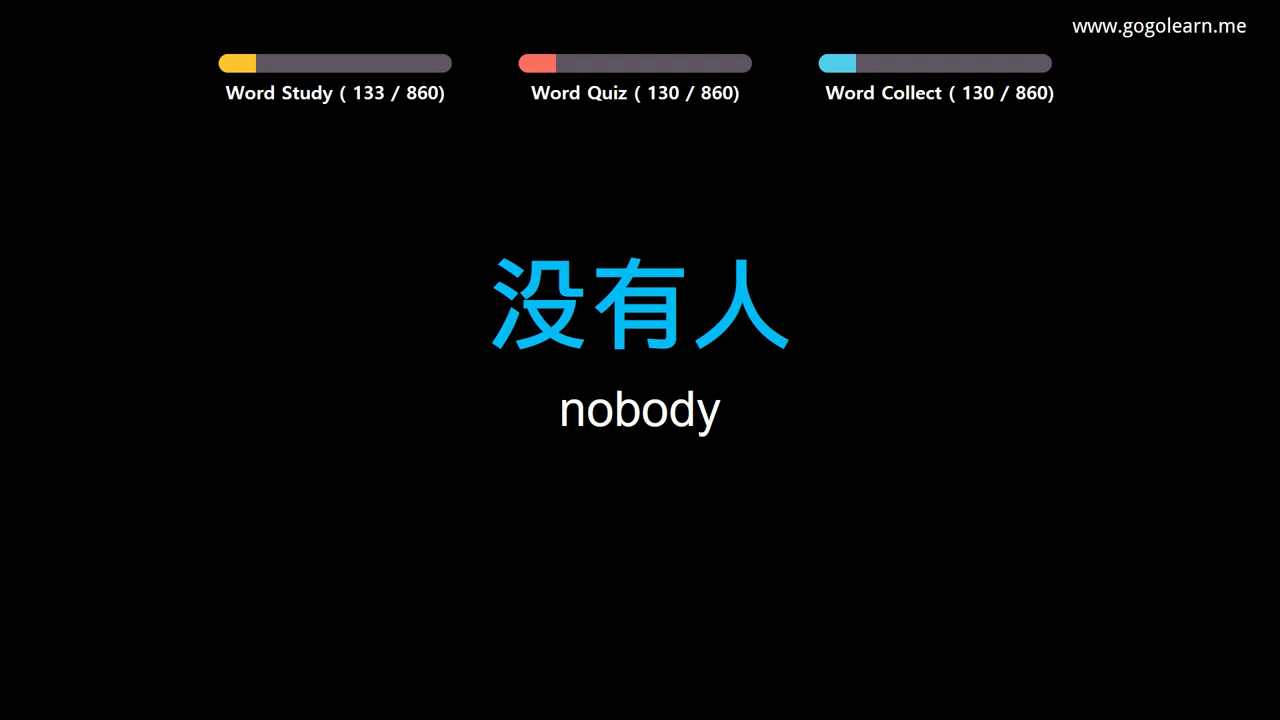 www.gogolearn.me
Word Study ( 133 / 860)
Word Quiz ( 130 / 860)
Word Collect ( 130 / 860)
没有人
nobody